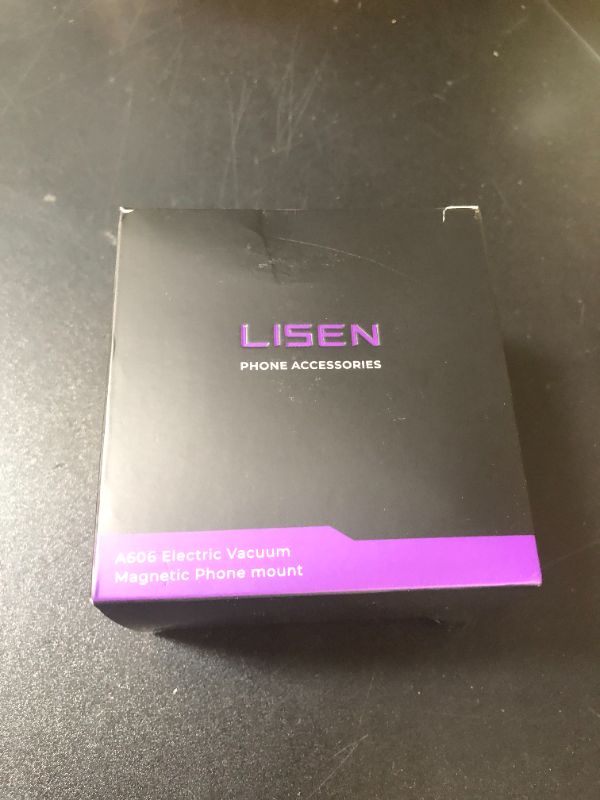 LISEN
PHONE ACCESSORIES
A606 Electric Vacuum
Magnetic Phone mount